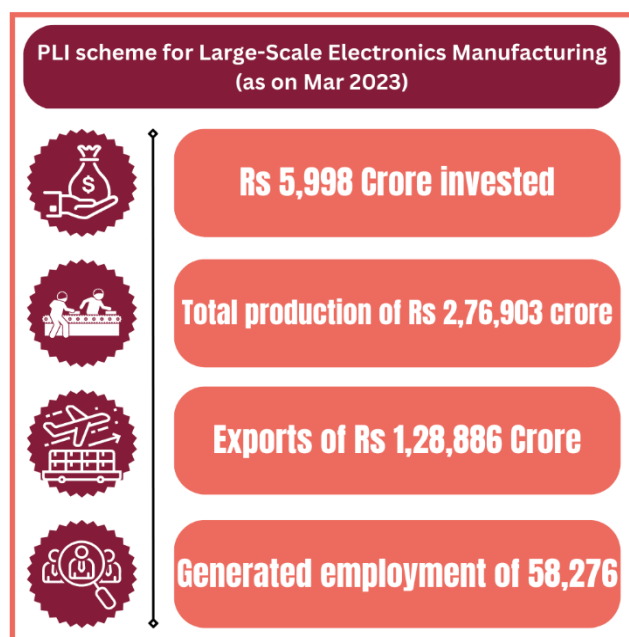 PLI scheme for Large-Scale Electronics Manufacturing
(as on Mar 2023)
$
Rs 5,998 Crore invested
Total production of Rs 2,76,903 crore
Exports of Rs 1,28,886 Crore
Generated employment of 58,276